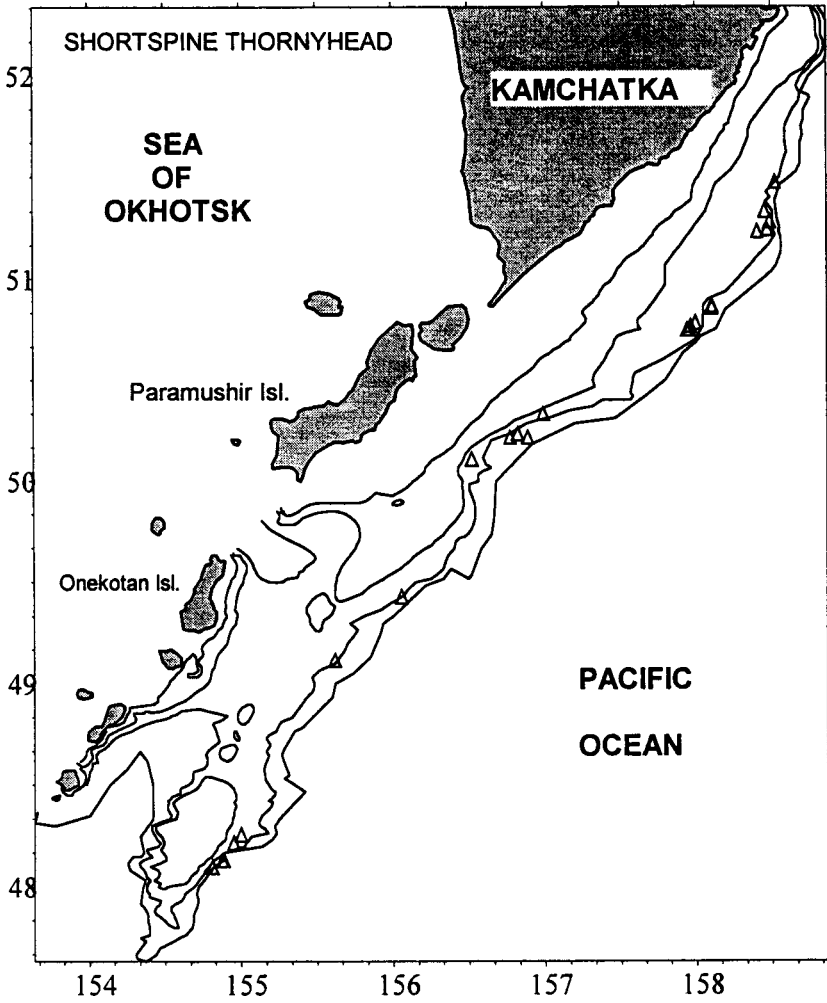 SHORTSPINE THORNYHEAD
52
KAMCHATKA
SEA
OF
OKHOTSK
51
Paramushir Isl.
50
Onekotan Isl.
49
PACIFIC
OCEAN
48
154 155 156 157 158